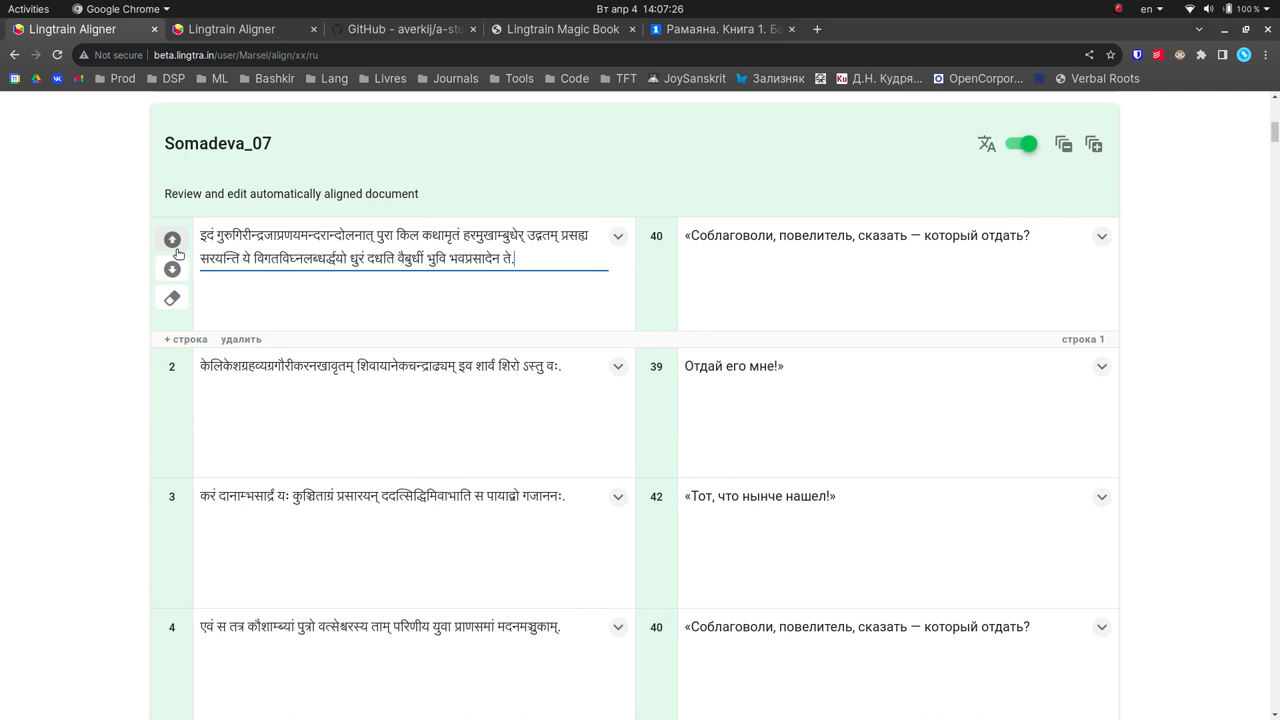 Activities
Google Chrome
Вт апр 4 14:07:26
en
100 %
Lingtrain Aligner
Lingtrain Aligner
GitHub - averkij/a-stu
Lingtrain Magic Book
Рамаяна. Книга 1. Ба
Not secure
beta.lingtra.in/user/Marsel/align/xx/ru
Prod
DSP
ML
Bashkir
Lang
Livres
Journals
Tools
Code
TFT
JoySanskrit
Зализняк
Д.Н. Кудря...
OpenCorpor...
Verbal Roots
Somadeva_07
Review and edit automatically aligned document
इदं गुरुगिरीन्द्रजाप्रणयमन्दरान्दोलनात् पुरा किल कथामृतं हरमुखाम्बुधेर् उद्गतम् प्रसह्य
सरयन्ति ये विगतविघ्नलब्धर्द्धयो धुरं दधति वैबुधीं भुवि भवप्रसादेन ते.
40
«Соблаговоли, повелитель, сказать — который отдать?
+ строка
удалить
строка 1
2
केलिकेशग्रहव्यग्रगौरीकरनखावृतम् शिवायानेकचन्द्राढ्यम् इव शार्वं शिरो ऽस्तु वः.
39
Отдай его мне!»
3
करं दानाम्भसार्द्रं यः कुञ्चिताग्रं प्रसारयन् ददत्सिद्धिमिवाभाति स पायाद्वो गजाननः.
42
«Тот, что нынче нашел!»
4
एवं स तत्र कौशाम्ब्यां पुत्रो वत्सेश्वरस्य ताम् परिणीय युवा प्राणसमां मदनमञ्चुकाम्.
40
«Соблаговоли, повелитель, сказать — который отдать?